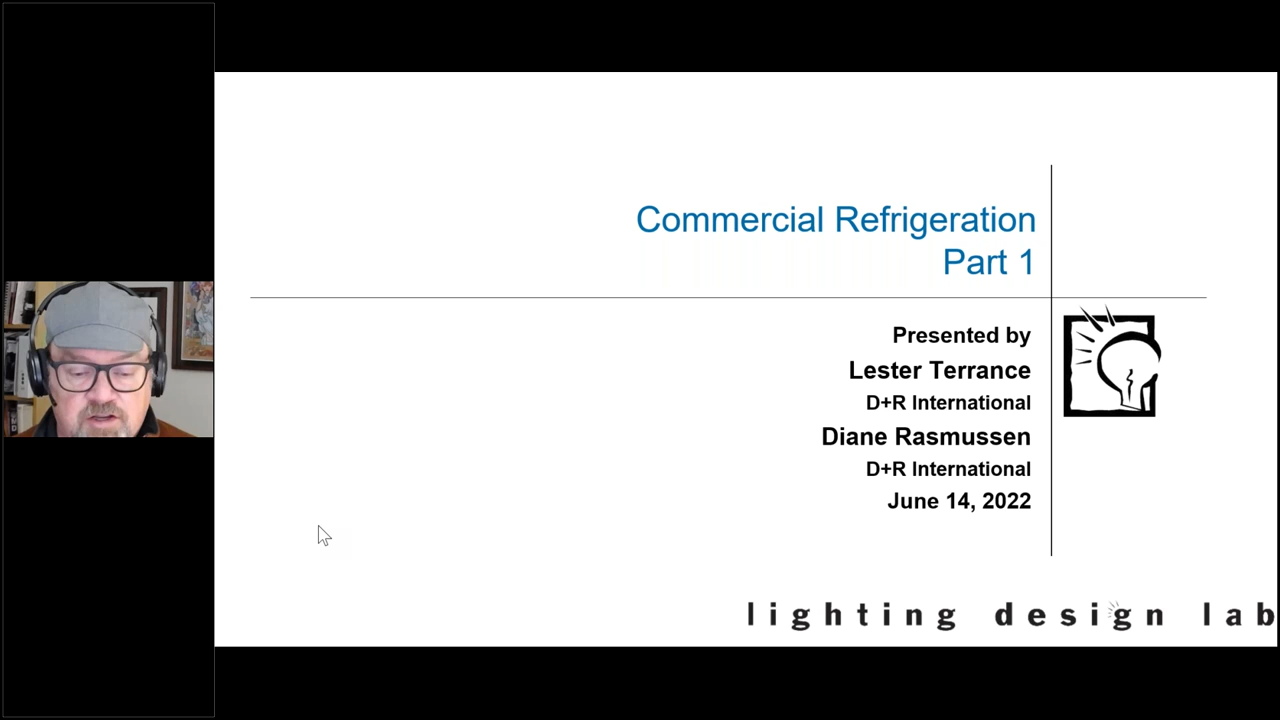 Commercial Refrigeration
Part 1
Presented by
Lester Terrance
D+R International
Diane Rasmussen
D+R International
June 14, 2022
lighting design lab